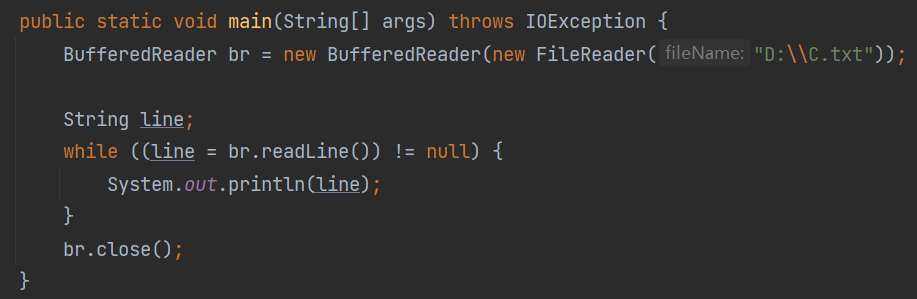 public static void main(String[] args) throws IOException {
    BufferedReader br = new BufferedReader(new FileReader( fileName: "D:\\C.txt"));

    String line;
    while ((line = br.readLine()) != null) {
        System.out.println(line);
    }
    br.close();
}